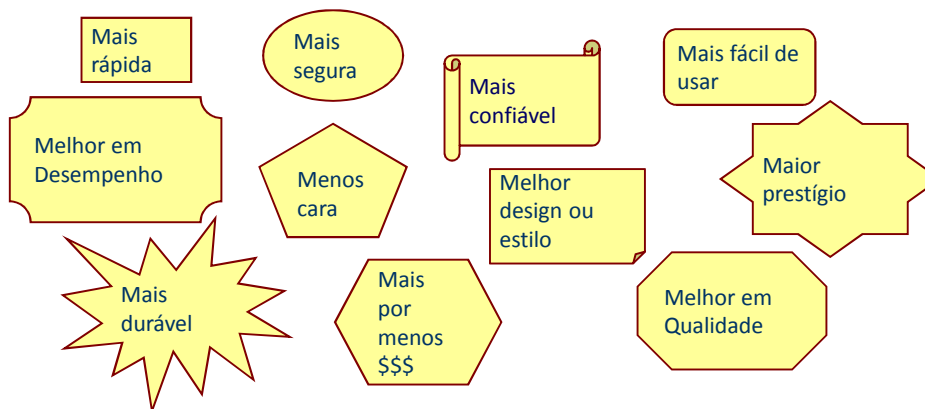 Mais
rápida
Mais
segura
Mais
confiável
Mais fácil de
usar
Melhor em
Desempenho
Menos
cara
Melhor
design ou
estilo
Maior
prestígio
Mais
durável
Mais
por
menos
$$$
Melhor em
Qualidade